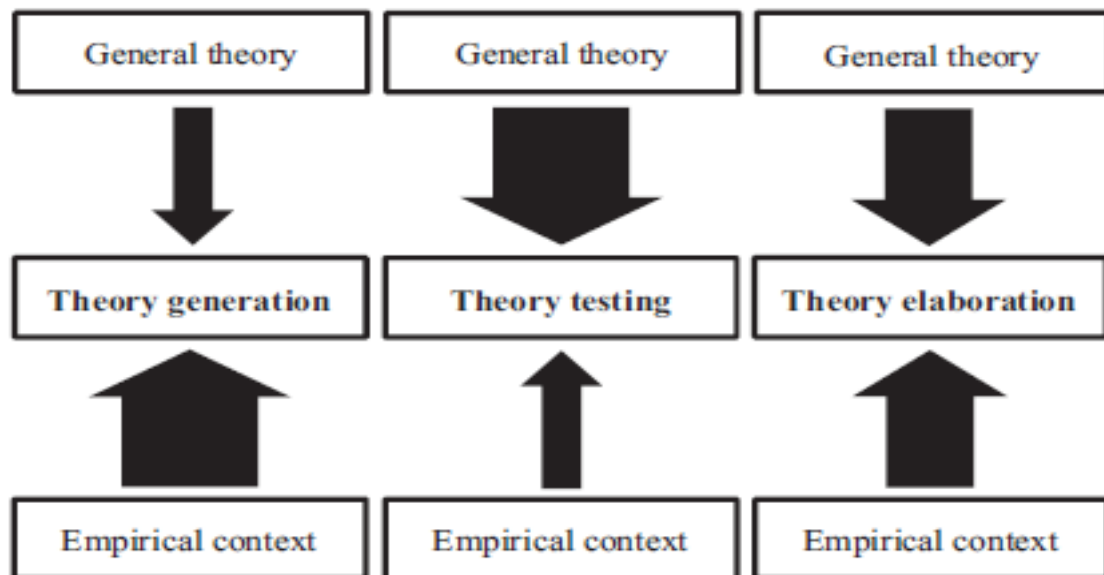 General theory
General theory
General theory
Theory generation
Theory testing
Theory elaboration
Empirical context
Empirical context
Empirical context